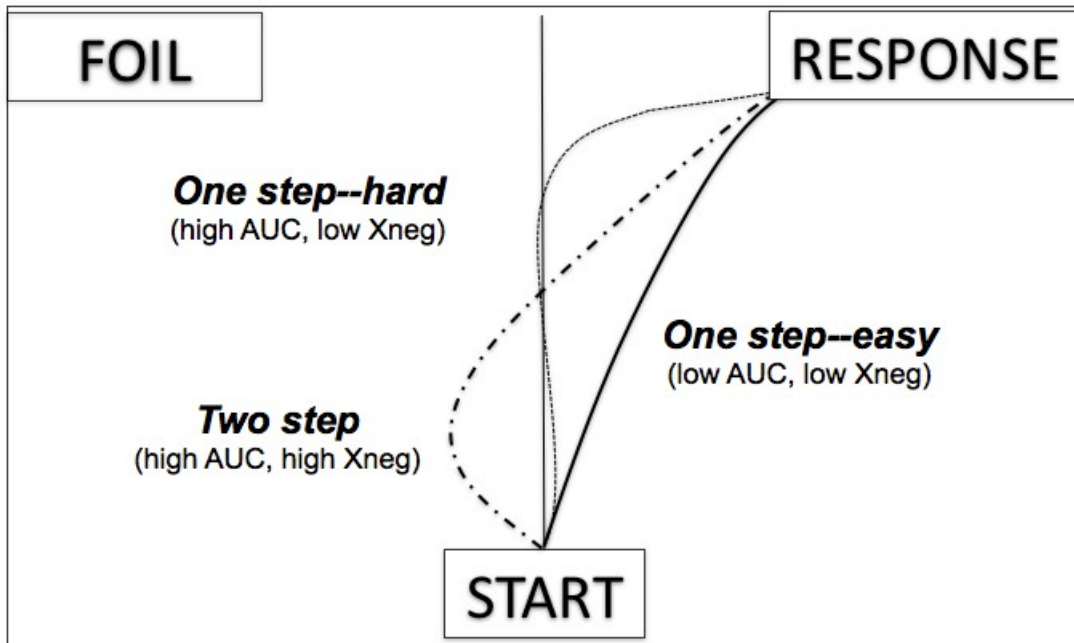 FOIL
RESPONSE
One step--hard
(high AUC, low Xneg)
One step--easy
(low AUC, low Xneg)
Two step
(high AUC, high Xneg)
START